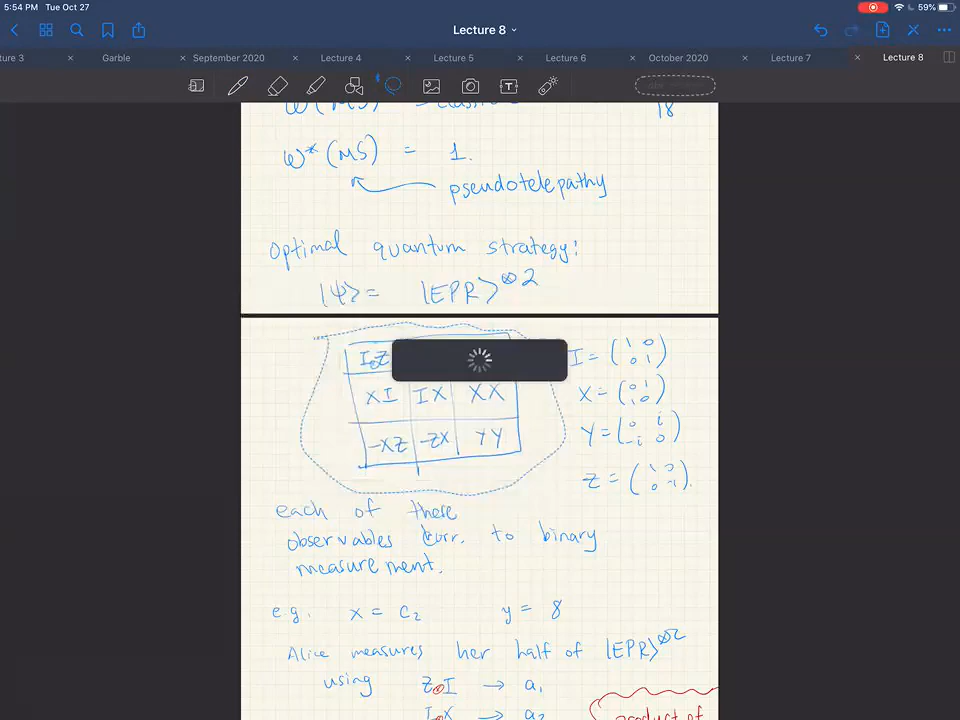 5:54 PM Tue Oct 27
59%
Lecture 8
ture 3
Garble
September 2020
Lecture 4
Lecture 5
Lecture 6
October 2020
Lecture 7
Lecture 8
18
ω*(MS) = 1.
pseudotelepathy
Optimal quantum strategy:
|Ψ⟩ = |EPR⟩^⊗2
I = (1 0 0 1)
XI IX XX
X = (0 1 1 0)
-XZ -ZX YY
Y = (0 i -i 0)
Z = (1 0 0 -1).
each of these
observables corr. to binary
measurement.
e.g. x = C₂ y = 8
Alice measures her half of |EPR⟩^⊗2
using Z⊗I → a₁
I⊗X → a₂
product of